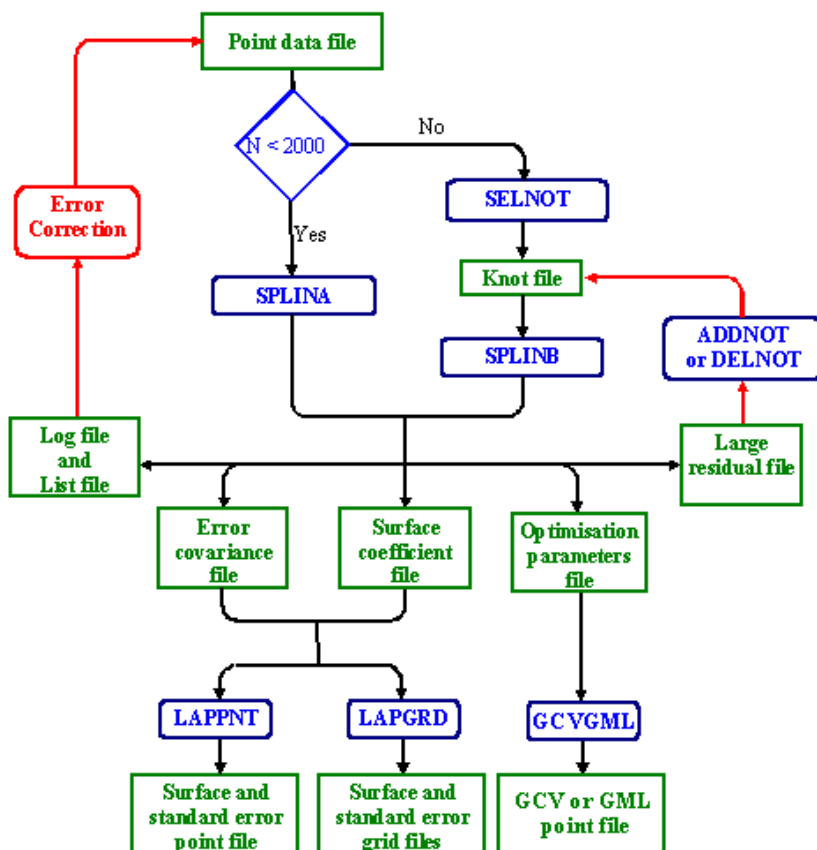 Point data file
No
N < 2000
SELNOT
Error
Correction
Yes
Knot file
SPLINA
ADDNOT
or DELNOT
SPLINB
Log file
and
List file
Large
residual file
Error
covariance
file
Surface
coefficient
file
Optimisation
parameters
file
LAPPNT
LAPGRD
GCVGML
Surface and
standard error
point file
Surface and
standard error
grid files
GCV or GML
point file